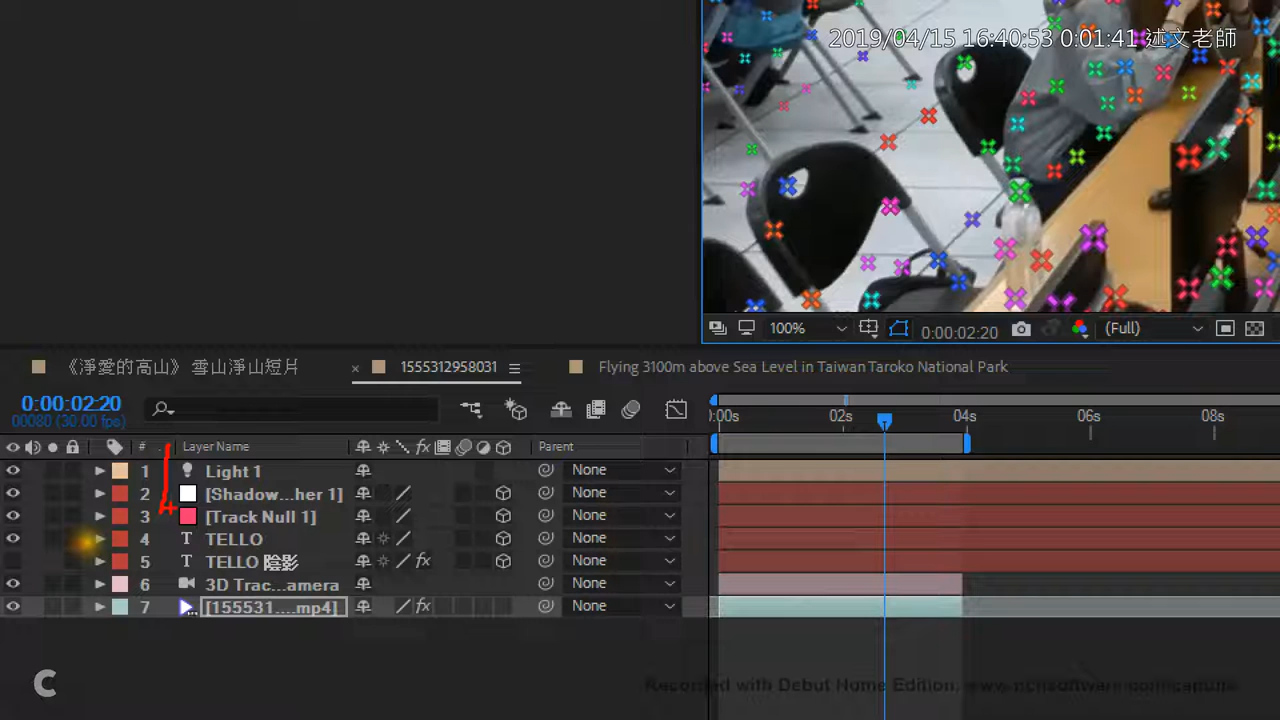 2019/04/15 16:40:53 0:01:41 述文老師
100%
0:00:02:20
(Full)
《淨愛的高山》 雪山淨山短片
× 1555312958031
Flying 3100m above Sea Level in Taiwan Taroko National Park
0:00:02:20
00080 (30.00 fps)
:00s 02s 04s 06s 08s
# Layer Name fx Parent
1 Light 1 None
2 [Shadow...her 1] None
3 [Track Null 1] None
4 T TELLO None
5 T TELLO 陰影 fx None
6 3D Trac...amera None
7 [155531....mp4] fx None
C
Recorded with Debut Home Edition. www.nchsoftware.com/capture